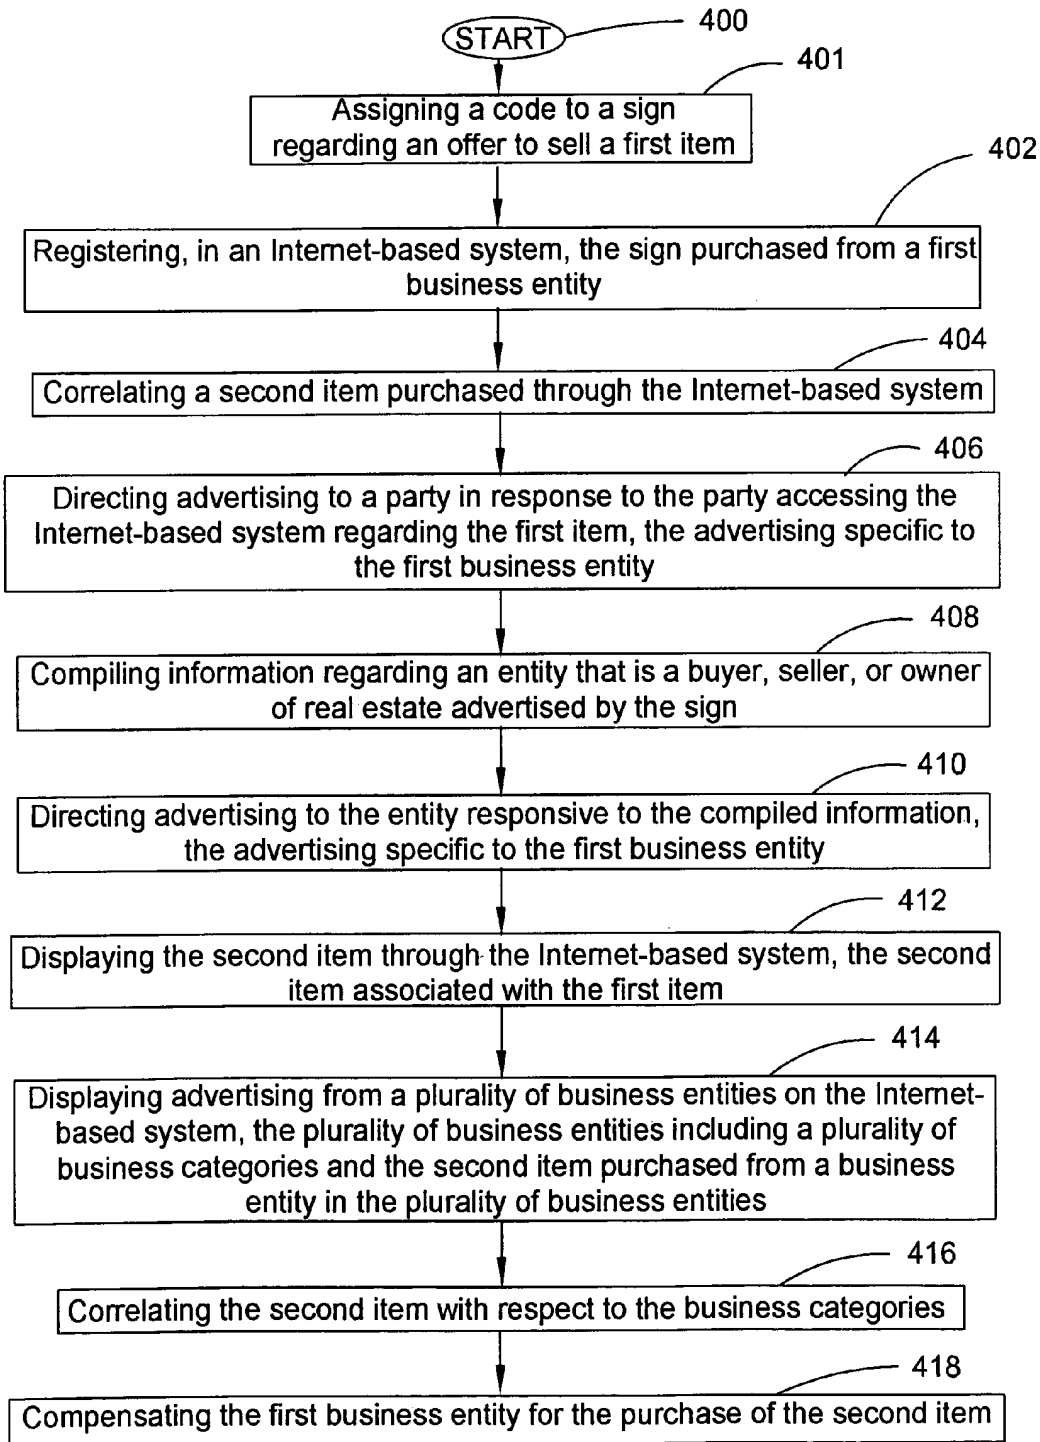 START
400
401
Assigning a code to a sign
regarding an offer to sell a first item
402
Registering, in an Internet-based system, the sign purchased from a first
business entity
404
Correlating a second item purchased through the Internet-based system
406
Directing advertising to a party in response to the party accessing the
Internet-based system regarding the first item, the advertising specific to
the first business entity
408
Compiling information regarding an entity that is a buyer, seller, or owner
of real estate advertised by the sign
410
Directing advertising to the entity responsive to the compiled information,
the advertising specific to the first business entity
412
Displaying the second item through the Internet-based system, the second
item associated with the first item
414
Displaying advertising from a plurality of business entities on the Internet-
based system, the plurality of business entities including a plurality of
business categories and the second item purchased from a business
entity in the plurality of business entities
416
Correlating the second item with respect to the business categories
418
Compensating the first business entity for the purchase of the second item